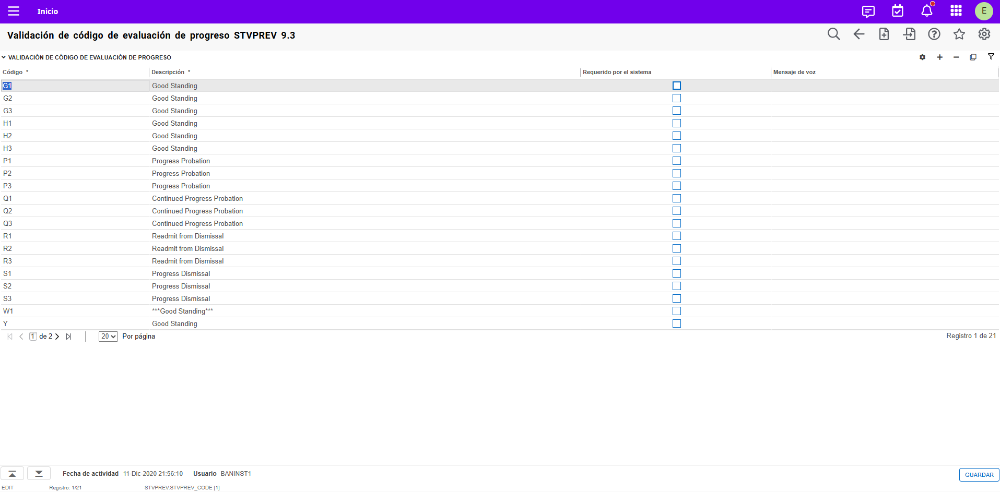 Inicio
E
Validación de código de evaluación de progreso STVPREV 9.3
VALIDACIÓN DE CÓDIGO DE EVALUACIÓN DE PROGRESO
Código * Descripción * Requerido por el sistema Mensaje de voz
G1 Good Standing
G2 Good Standing
G3 Good Standing
H1 Good Standing
H2 Good Standing
H3 Good Standing
P1 Progress Probation
P2 Progress Probation
P3 Progress Probation
Q1 Continued Progress Probation
Q2 Continued Progress Probation
Q3 Continued Progress Probation
R1 Readmit from Dismissal
R2 Readmit from Dismissal
R3 Readmit from Dismissal
S1 Progress Dismissal
S2 Progress Dismissal
S3 Progress Dismissal
W1 ***Good Standing***
Y Good Standing
1 de 2 20 Por página Registro 1 de 21
Fecha de actividad 11-Dic-2020 21:56:10 Usuario BANINST1
GUARDAR
EDIT Registro: 1/21 STVPREV.STVPREV_CODE [1]